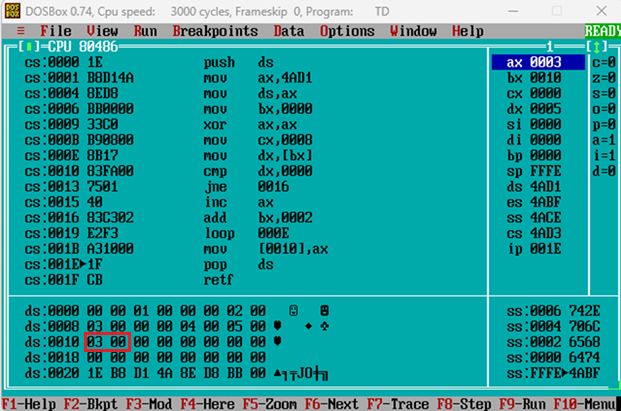 DOSBox 0.74, Cpu speed: 3000 cycles, Frameskip 0, Program: TD
≡ File View Run Breakpoints Data Options Window Help READY
[■]=CPU 80486 1 [↕]
cs:0000 1E push ds ax 0003 c=0
cs:0001 B8D14A mov ax,4AD1 bx 0010 z=0
cs:0004 8ED8 mov ds,ax cx 0000 s=0
cs:0006 BB0000 mov bx,0000 dx 0005 o=0
cs:0009 33C0 xor ax,ax si 0000 p=0
cs:000B B90800 mov cx,0008 di 0000 a=1
cs:000E 8B17 mov dx,[bx] bp 0000 i=1
cs:0010 83FA00 cmp dx,0000 sp FFFE d=0
cs:0013 7501 jne 0016 ds 4AD1
cs:0015 40 inc ax es 4ABF
cs:0016 83C302 add bx,0002 ss 4ACE
cs:0019 E2F3 loop 000E cs 4AD3
cs:001B A31000 mov [0010],ax ip 001E
cs:001E►1F pop ds
cs:001F CB retf
ds:0000 00 00 01 00 00 00 02 00 ☺ ☻ ss:0006 742E
ds:0008 03 00 00 00 04 00 05 00 ♥ ♦ ♣ ss:0004 706C
ds:0010 03 00 00 00 00 00 00 00 ♥ ss:0002 6568
ds:0018 00 00 00 00 00 00 00 00 ss:0000 6474
ds:0020 1E B8 D1 4A 8E D8 BB 00 ▲╕╤JÄ╪╗ ss:FFFE►4ABF
F1-Help F2-Bkpt F3-Mod F4-Here F5-Zoom F6-Next F7-Trace F8-Step F9-Run F10-Menu